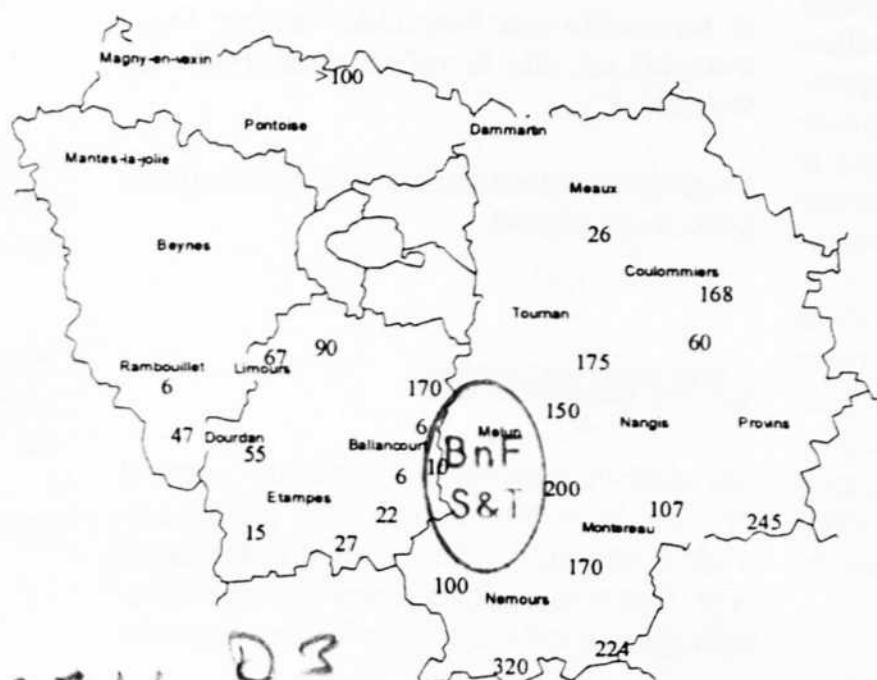 Magny-en-vexin
>100
Pontoise
Dammartin
Mantes-la-jolie
Meaux
Beynes
26
Coulommiers
168
Tournan
90
67
60
Rambouillet
Limours
175
6
170
150
6
Melun
Nangis
Provins
47
Dourdan
Ballancourt
55
BnF
6
10
200
Etampes
S&T
107
22
245
15
Montereau
27
170
100
Nemours
224
D3
320